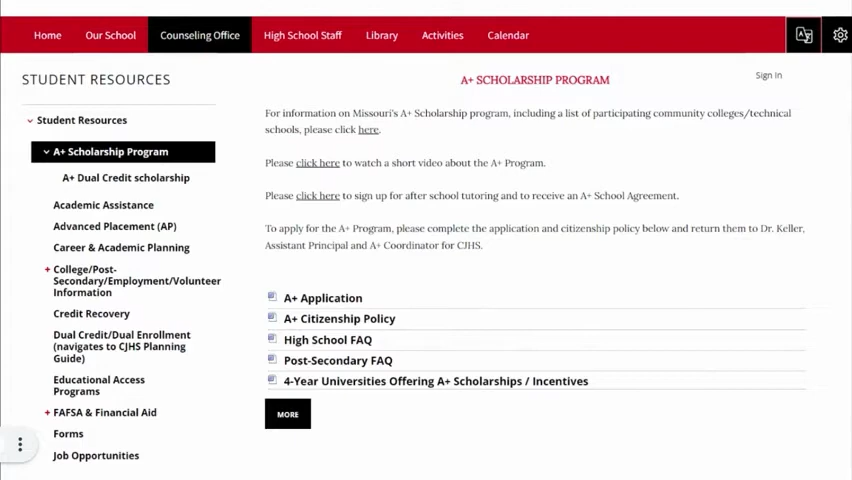 Home Our School Counseling Office High School Staff Library Activities Calendar
STUDENT RESOURCES
Student Resources
A+ Scholarship Program
A+ Dual Credit scholarship
Academic Assistance
Advanced Placement (AP)
Career & Academic Planning
College/Post-
Secondary/Employment/Volunteer
Information
Credit Recovery
Dual Credit/Dual Enrollment
(navigates to CJHS Planning
Guide)
Educational Access
Programs
FAFSA & Financial Aid
Forms
Job Opportunities
Sign In
A+ SCHOLARSHIP PROGRAM
For information on Missouri's A+ Scholarship program, including a list of participating community colleges/technical
schools, please click here.
Please click here to watch a short video about the A+ Program.
Please click here to sign up for after school tutoring and to receive an A+ School Agreement.
To apply for the A+ Program, please complete the application and citizenship policy below and return them to Dr. Keller,
Assistant Principal and A+ Coordinator for CJHS.
A+ Application
A+ Citizenship Policy
High School FAQ
Post-Secondary FAQ
4-Year Universities Offering A+ Scholarships / Incentives
MORE